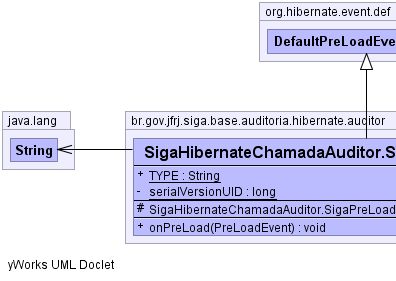 org.hibernate.event.def
DefaultPreLoadEve
java.lang
String
br.gov.jfrj.siga.base.auditoria.hibernate.auditor
SigaHibernateChamadaAuditor.S
+ TYPE : String
- serialVersionUID : long
# SigaHibernateChamadaAuditor.SigaPreLoad
+ onPreLoad(PreLoadEvent) : void
yWorks UML Doclet